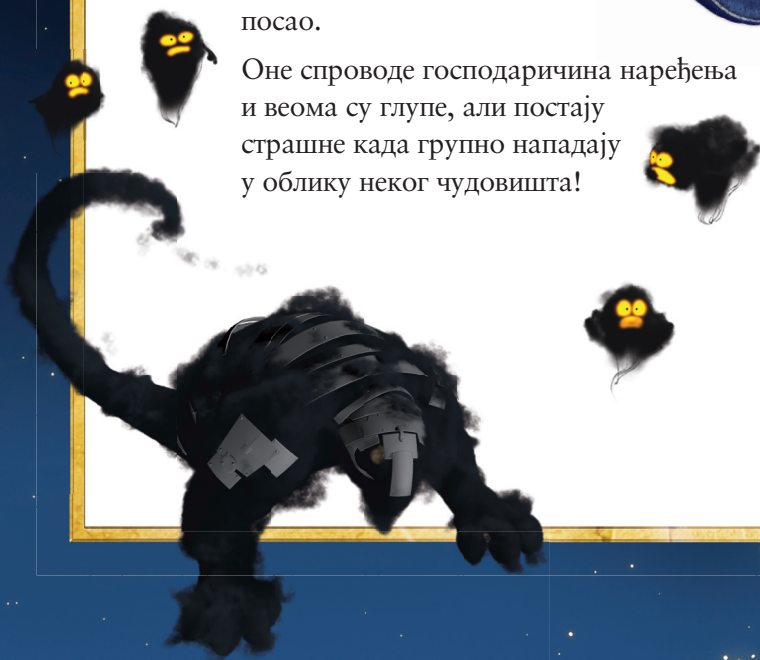 посао.
Оне спроводе господаричина наређења
и веома су глупе, али постају
страшне када групно нападају
у облику неког чудовишта!